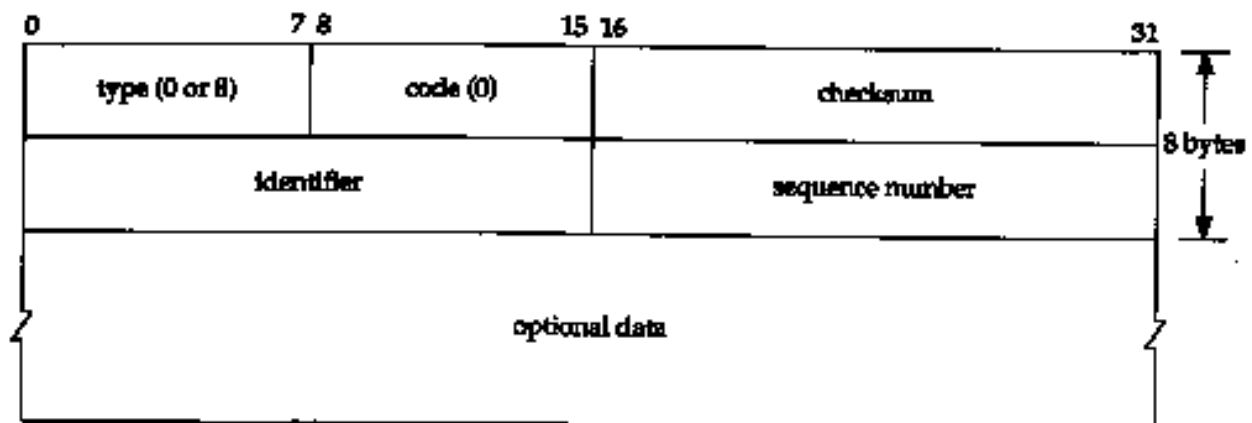 0 7 8 15 16 31
type (0 or 8) code (0) checksum
8 bytes
identifier sequence number
optional data